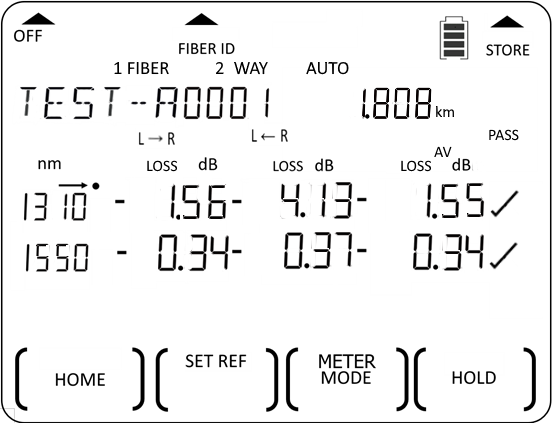 OFF
FIBER ID
STORE
1 FIBER 2 WAY AUTO
TEST--A0001 1.808 km
L → R L ← R PASS
nm LOSS dB LOSS dB LOSS AV dB
1310 →• - 1.56- 4.13- 1.55 ✓
1550 - 0.34- 0.37- 0.34 ✓
HOME SET REF METER MODE HOLD